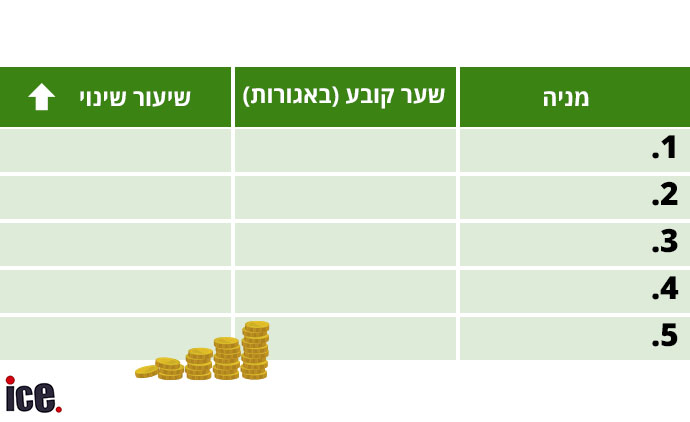 מניה
שער קובע (באגורות)
שיעור שינוי
1.
2.
3.
4.
5.
ice.